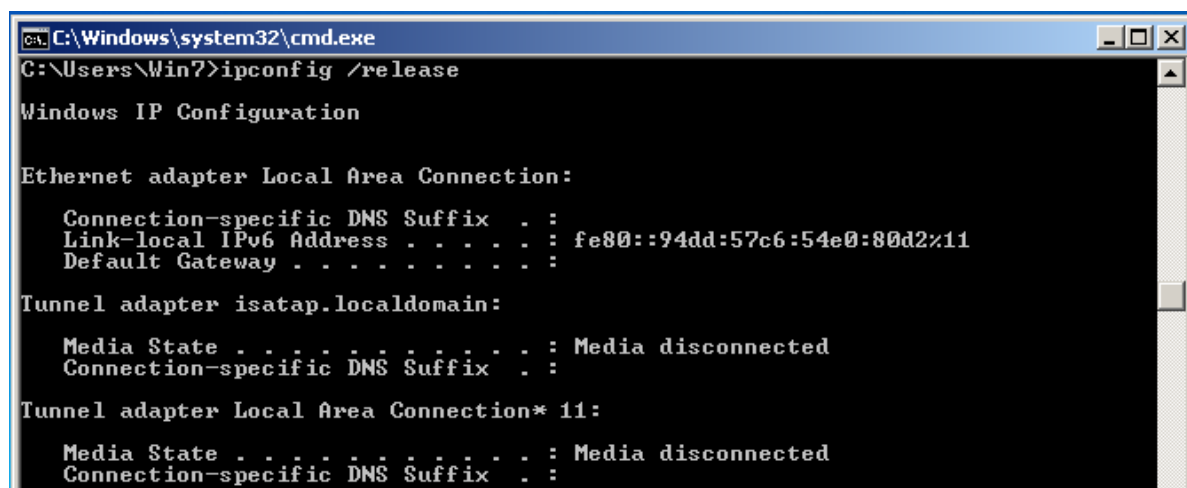 C:\Windows\system32\cmd.exe
C:\Users\Win7>ipconfig /release
Windows IP Configuration
Ethernet adapter Local Area Connection:
Connection-specific DNS Suffix . :
Link-local IPv6 Address . . . . . : fe80::94dd:57c6:54e0:80d2%11
Default Gateway . . . . . . . . . :
Tunnel adapter isatap.localdomain:
Media State . . . . . . . . . . . : Media disconnected
Connection-specific DNS Suffix . :
Tunnel adapter Local Area Connection* 11:
Media State . . . . . . . . . . . : Media disconnected
Connection-specific DNS Suffix . :